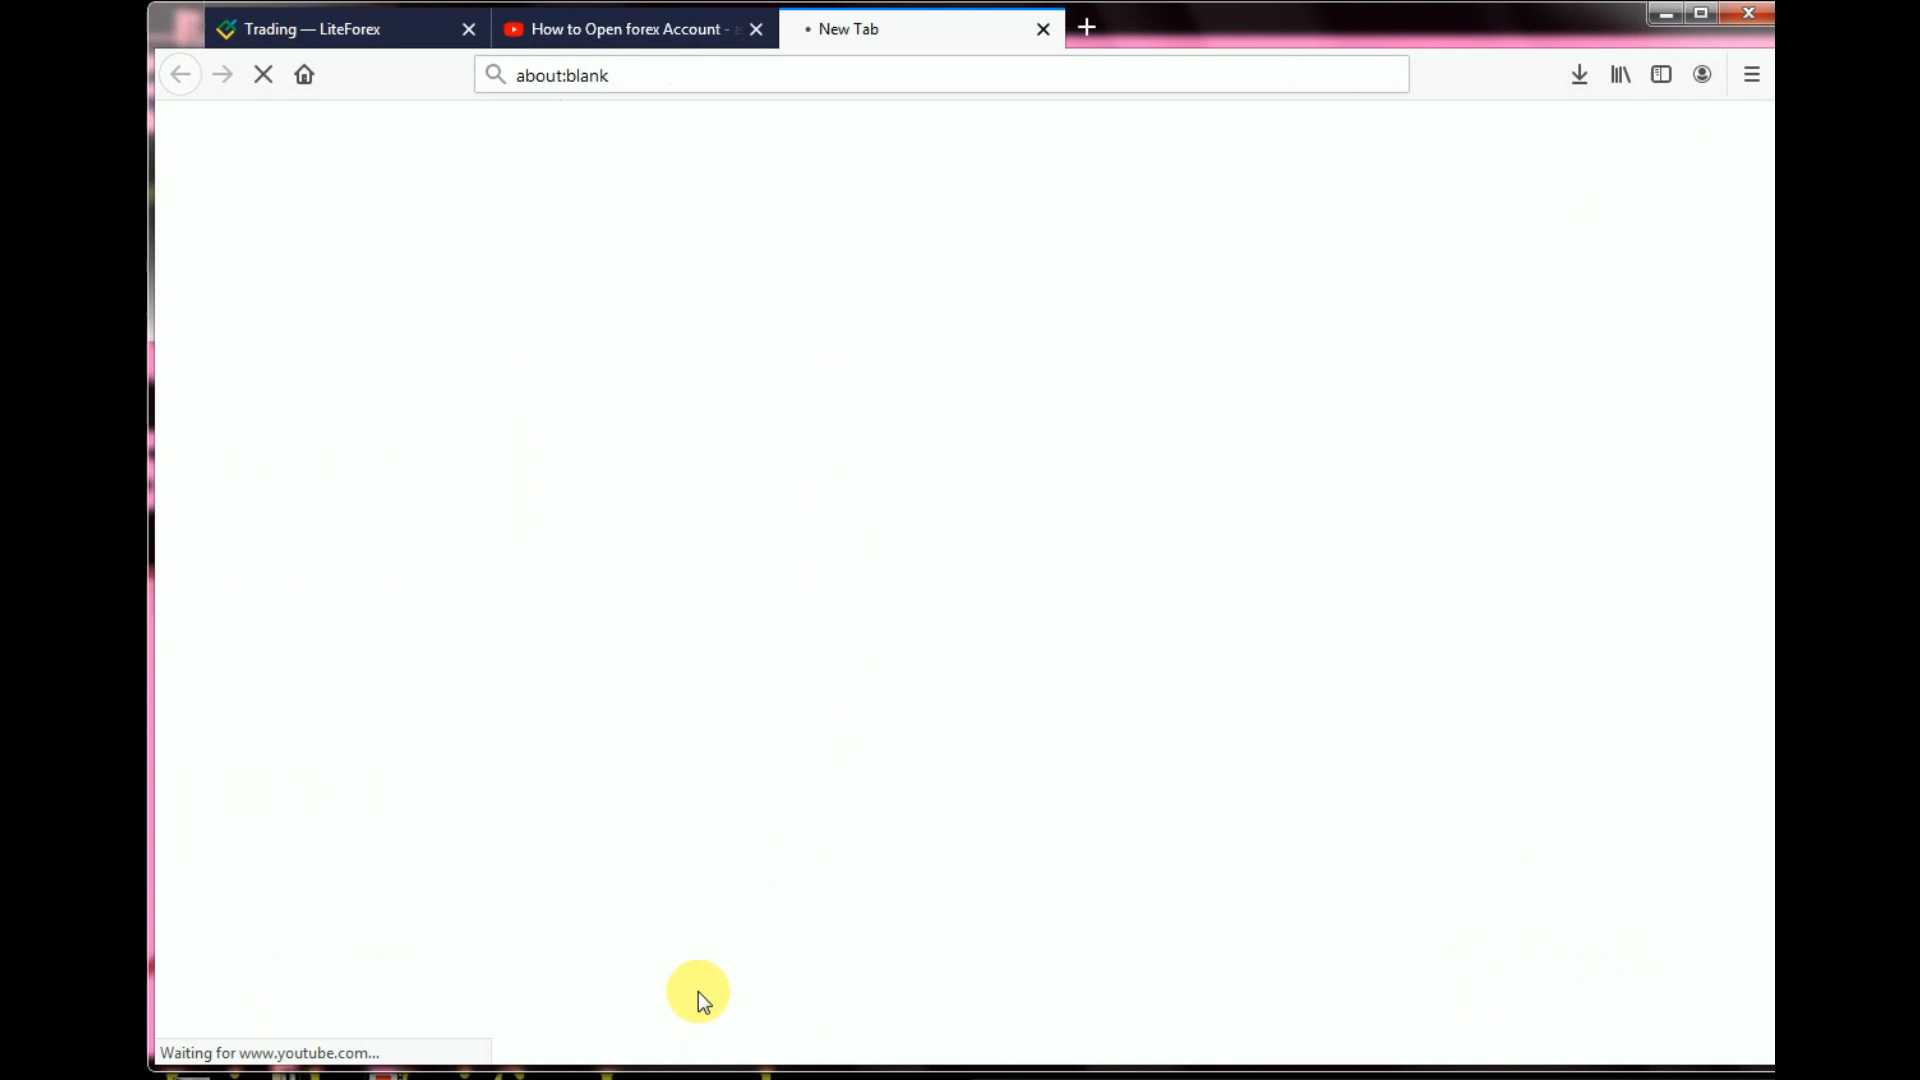 Trading — LiteForex
How to Open forex Account -
New Tab
about:blank
Waiting for www.youtube.com...